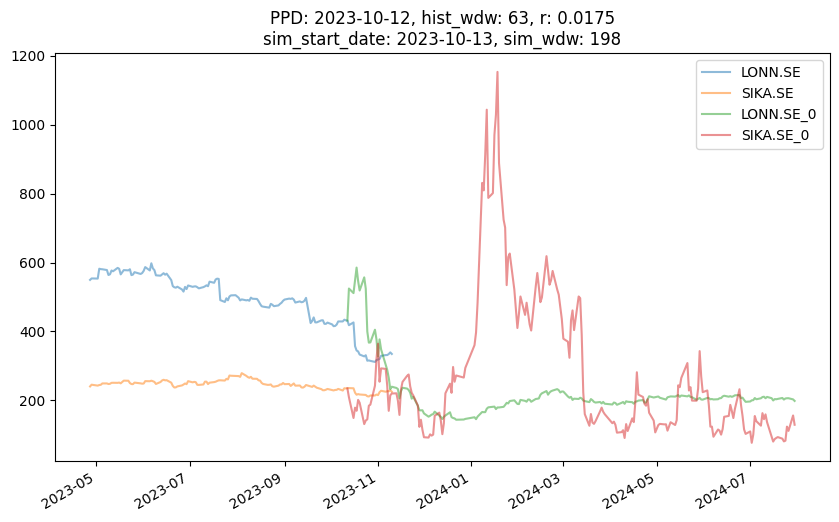 PPD: 2023-10-12, hist_wdw: 63, r: 0.0175
sim_start_date: 2023-10-13, sim_wdw: 198
LONN.SE
SIKA.SE
LONN.SE_0
SIKA.SE_0
1200
1000
800
600
400
200
2023-05
2023-07
2023-09
2023-11
2024-01
2024-03
2024-05
2024-07